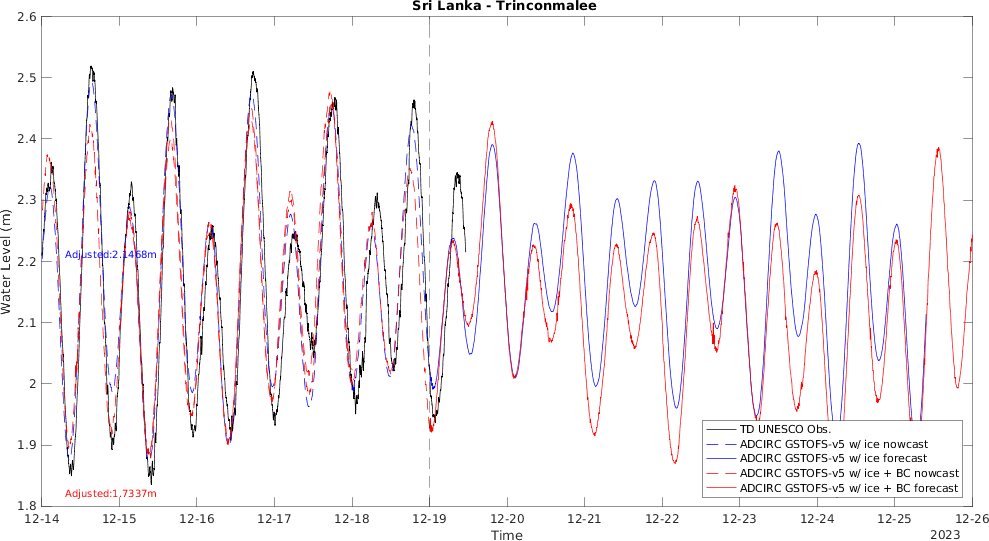 Sri Lanka - Trinconmalee
Water Level (m)
2.6
2.5
2.4
2.3
2.2
2.1
2
1.9
1.8
Adjusted:2.1468m
Adjusted:1.7337m
TD UNESCO Obs.
ADCIRC GSTOFS-v5 w/ ice nowcast
ADCIRC GSTOFS-v5 w/ ice forecast
ADCIRC GSTOFS-v5 w/ ice + BC nowcast
ADCIRC GSTOFS-v5 w/ ice + BC forecast
12-14 12-15 12-16 12-17 12-18 12-19 12-20 12-21 12-22 12-23 12-24 12-25 12-26
Time
2023